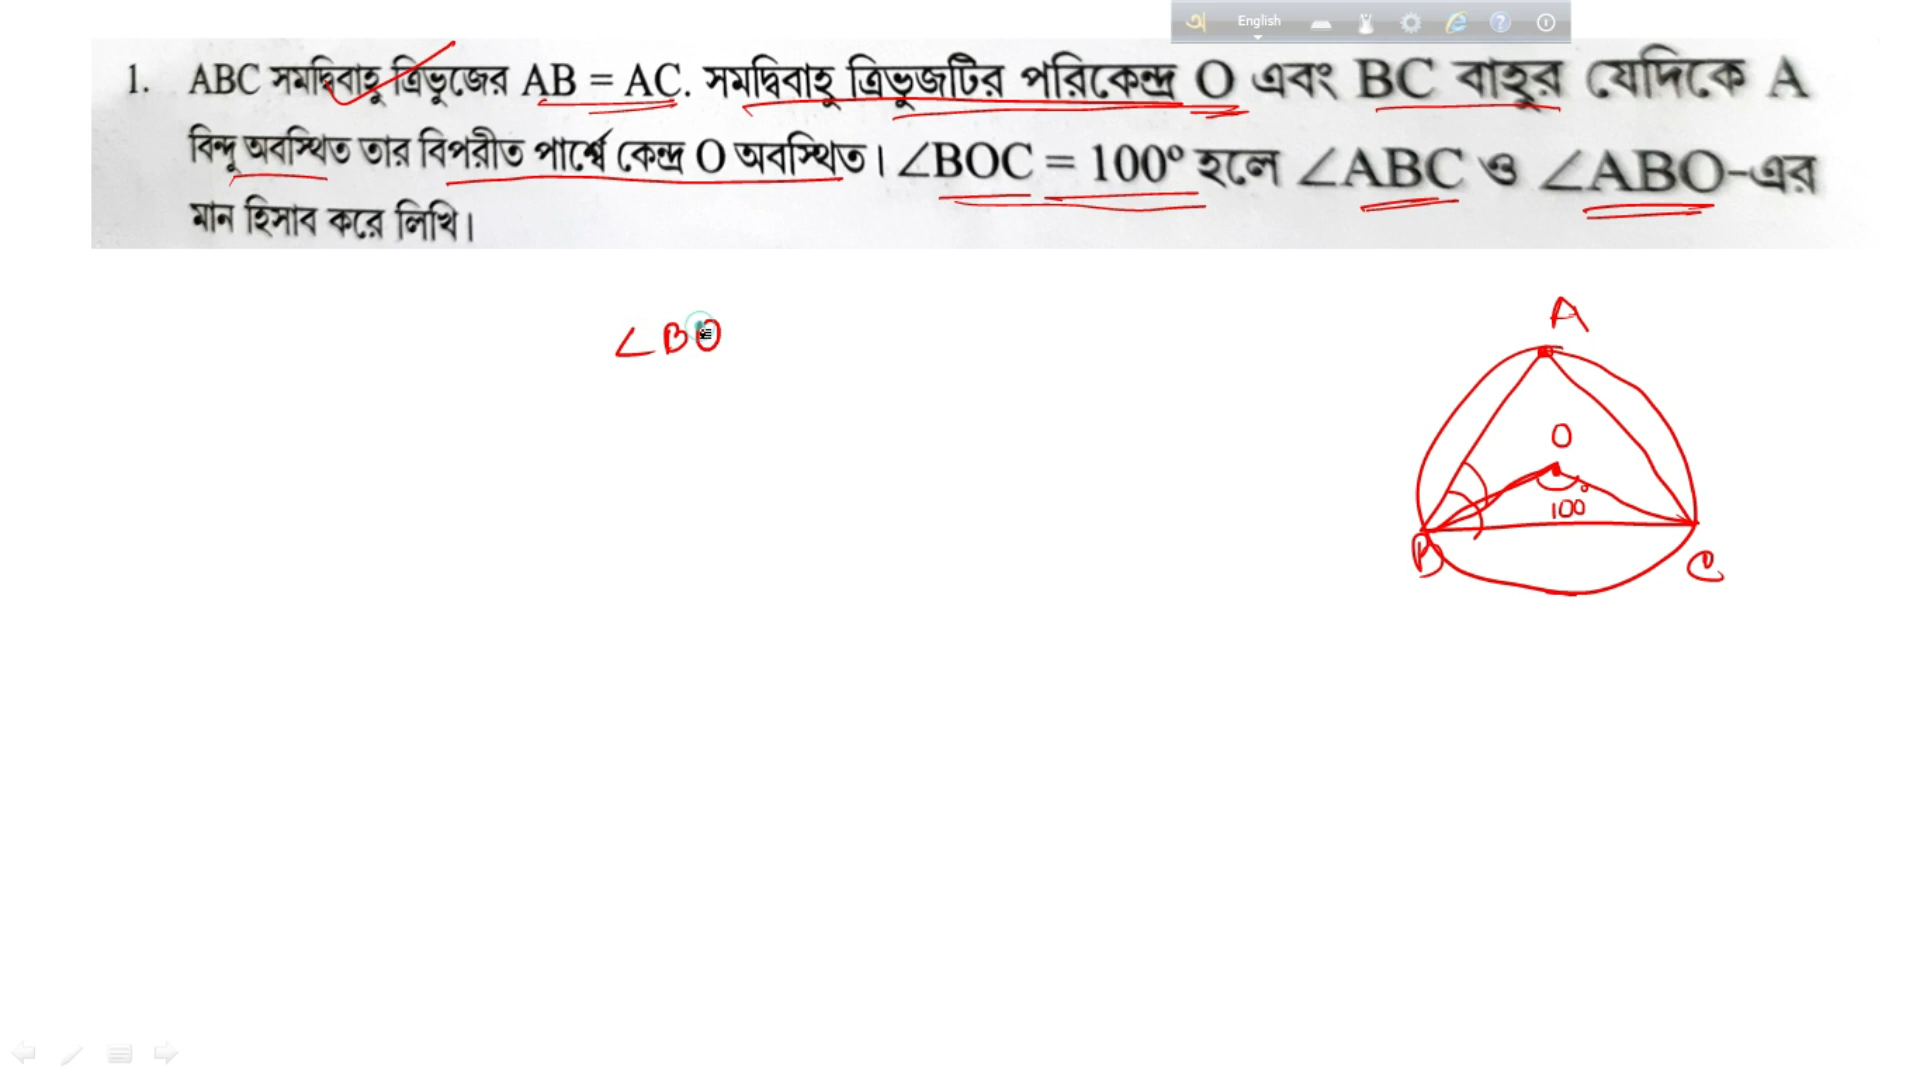 English
1. ABC সমদ্বিবাহু ত্রিভুজের AB = AC. সমদ্বিবাহু ত্রিভুজটির পরিকেন্দ্র O এবং BC বাহুর যেদিকে A
বিন্দু অবস্থিত তার বিপরীত পার্শ্বে কেন্দ্র O অবস্থিত। ∠BOC = 100° হলে ∠ABC ও ∠ABO-এর
মান হিসাব করে লিখি।
∠BO
A
O
100°
B
C